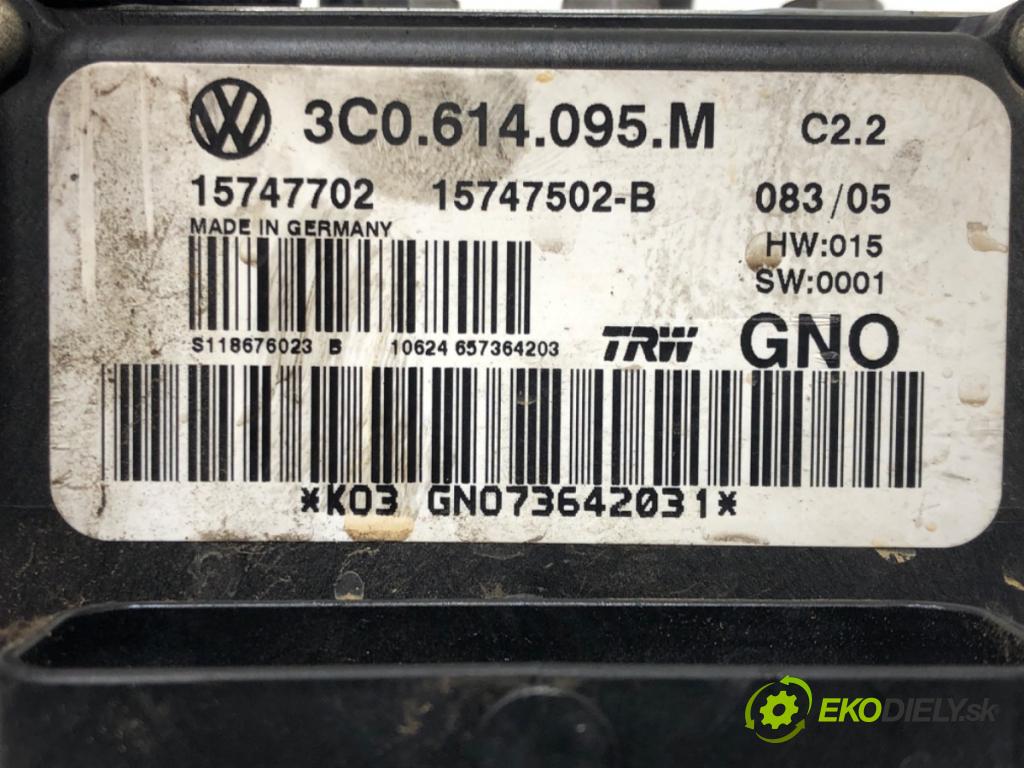 3C0.614.095.M C2.2
15747702 15747502-B 083/05
MADE IN GERMANY
HW:015
SW:0001
S118676023 B 10624 657364203 TRW GNO
*K03 GNO73642031*
EKODIELY.sk